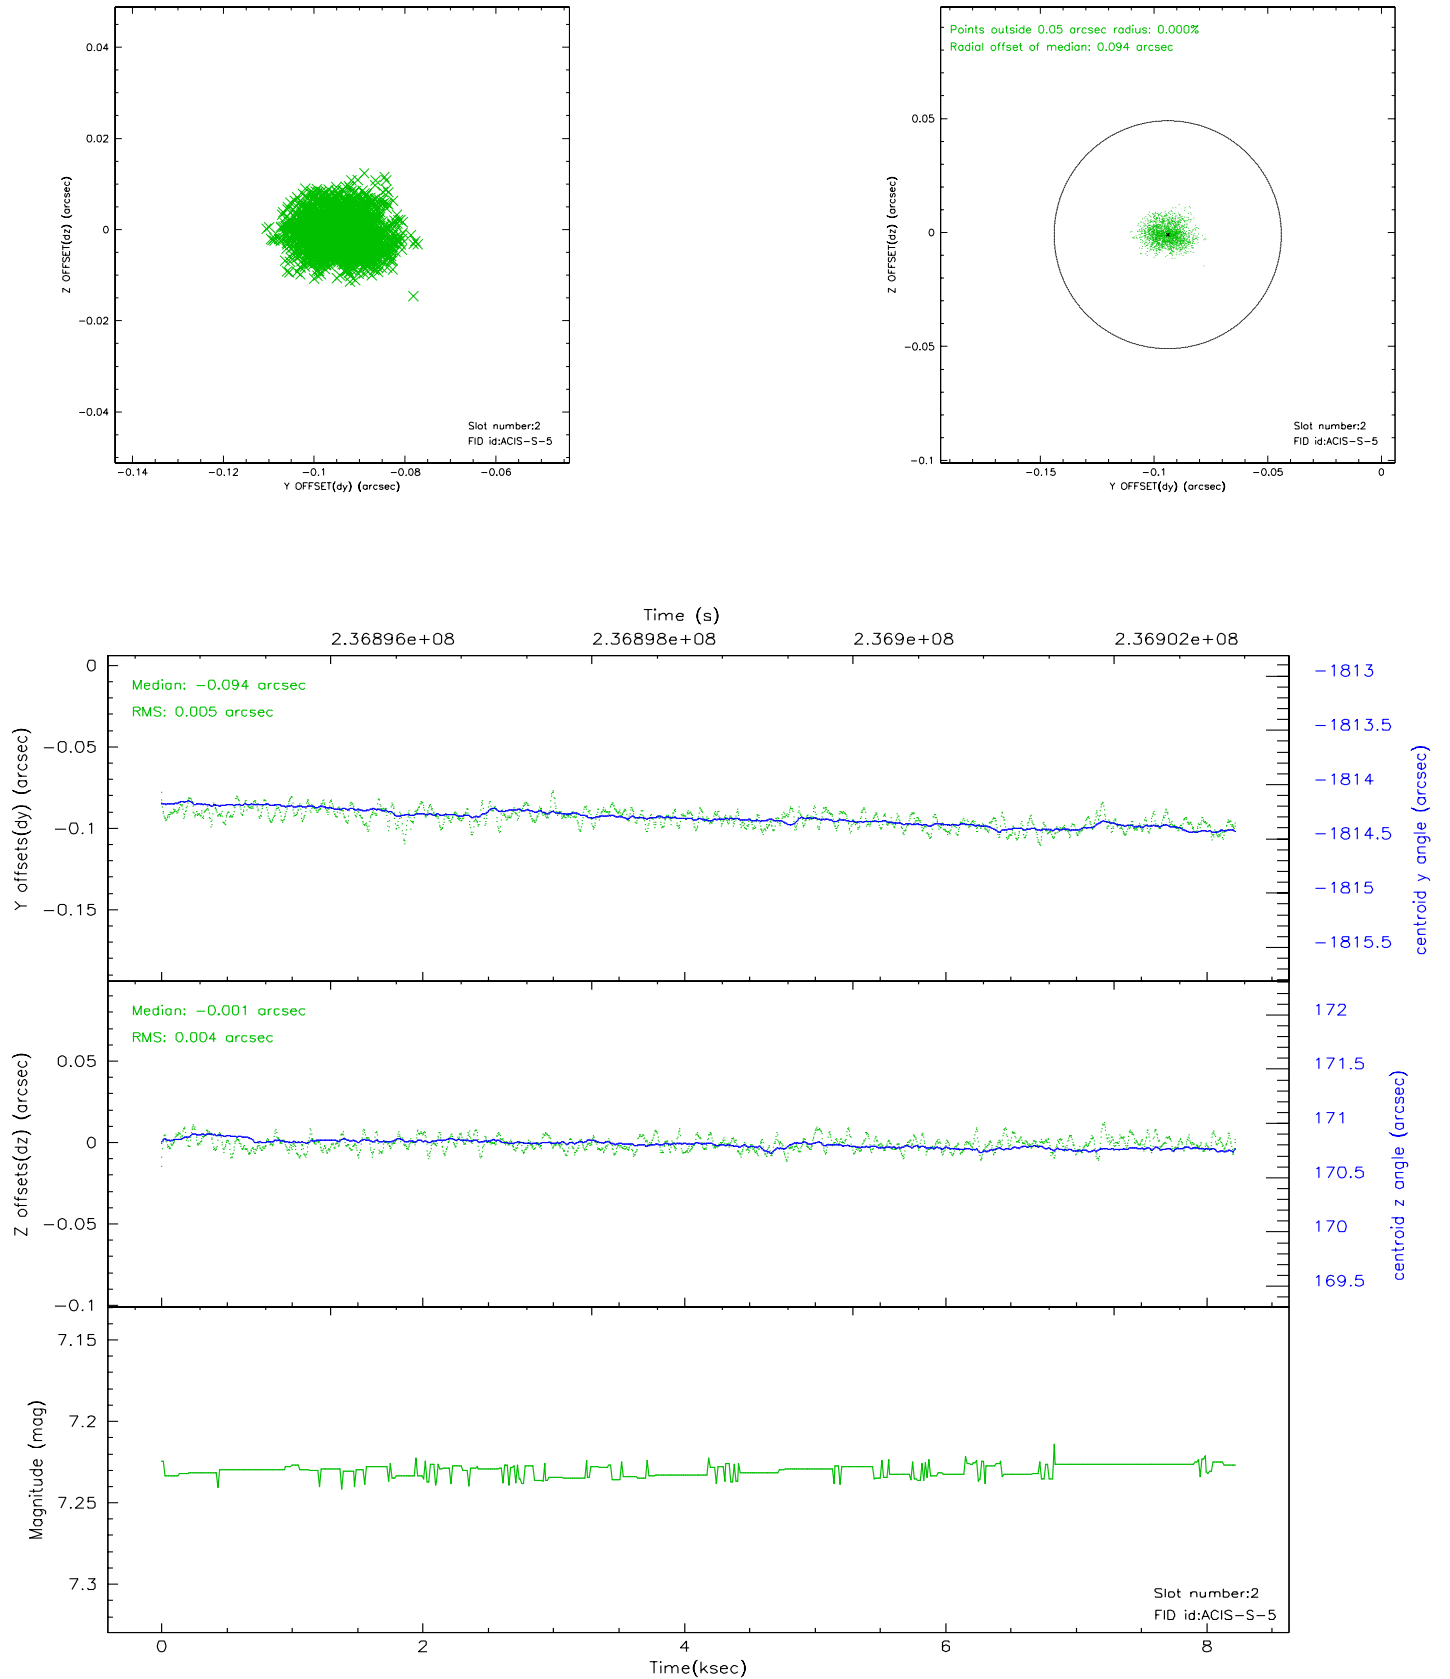 0.04
0.02
0
-0.02
-0.04
Z OFFSET(dz) (arcsec)
Slot number:2
FID id:ACIS-S-5
-0.14
-0.12
-0.1
-0.08
-0.06
Y OFFSET(dy) (arcsec)
Points outside 0.05 arcsec radius: 0.000%
Radial offset of median: 0.094 arcsec
0.05
0
-0.05
-0.1
Z OFFSET(dz) (arcsec)
Slot number:2
FID id:ACIS-S-5
-0.15
-0.1
-0.05
0
Y OFFSET(dy) (arcsec)
Time (s)
2.36896e+08
2.36898e+08
2.369e+08
2.36902e+08
0
-0.05
-0.1
-0.15
Y offsets(dy) (arcsec)
Median: -0.094 arcsec
RMS: 0.005 arcsec
-1813
-1813.5
-1814
-1814.5
-1815
-1815.5
centroid y angle (arcsec)
0.05
0
-0.05
-0.1
Z offsets(dz) (arcsec)
Median: -0.001 arcsec
RMS: 0.004 arcsec
172
171.5
171
170.5
170
169.5
centroid z angle (arcsec)
7.15
7.2
7.25
7.3
Magnitude (mag)
Slot number:2
FID id:ACIS-S-5
0
2
4
6
8
Time(ksec)